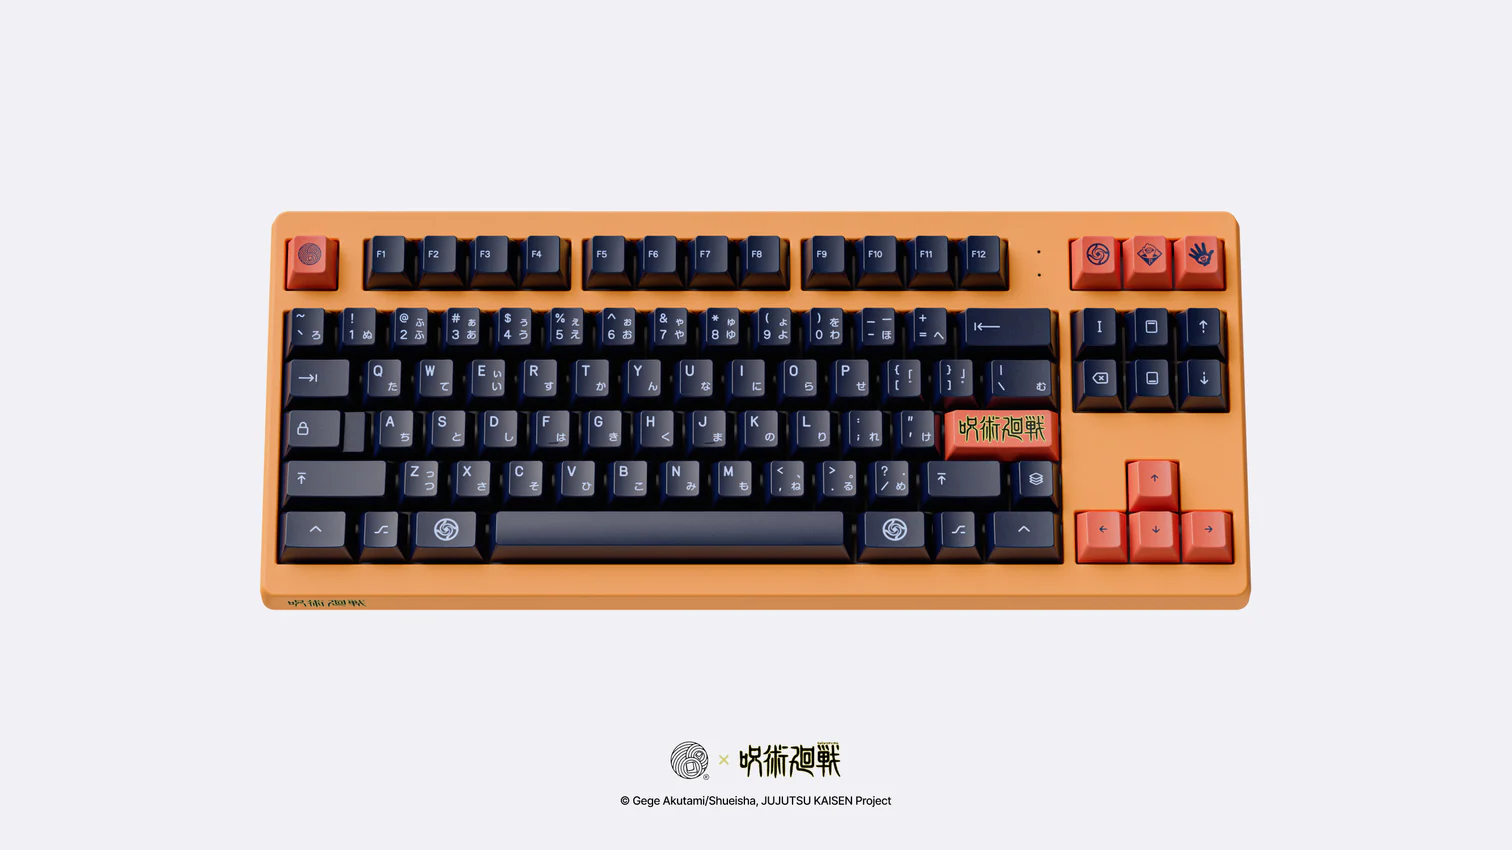 F1 F2 F3 F4 F5 F6 F7 F8 F9 F10 F11 F12
~ ` ろ ! 1 ぬ @ 2 ふ ふ # 3 ぁ あ $ 4 ぅ う % 5 ぇ え ^ 6 ぉ お & 7 ゃ や * 8 ゅ ゆ ( 9 ょ よ ) 0 を わ _ - ー ほ + = へ
Q た W て E ぃ い R す T か Y ん U な I に O ら P せ { [ 「 } ] 」 | \ む
A ち S と D し F は G き H く J ま K の L り : ; れ " ' け 呪術廻戦
Z っ つ X さ C そ V ひ B こ N み M も < , 、 ね > . 。 る ? / ・ め
呪術廻戦
× 呪術廻戦
© Gege Akutami/Shueisha, JUJUTSU KAISEN Project